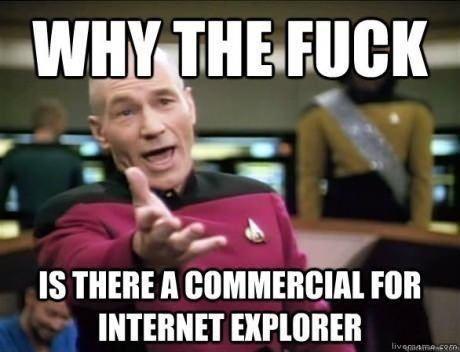 WHY THE FUCK
IS THERE A COMMERCIAL FOR
INTERNET EXPLORER